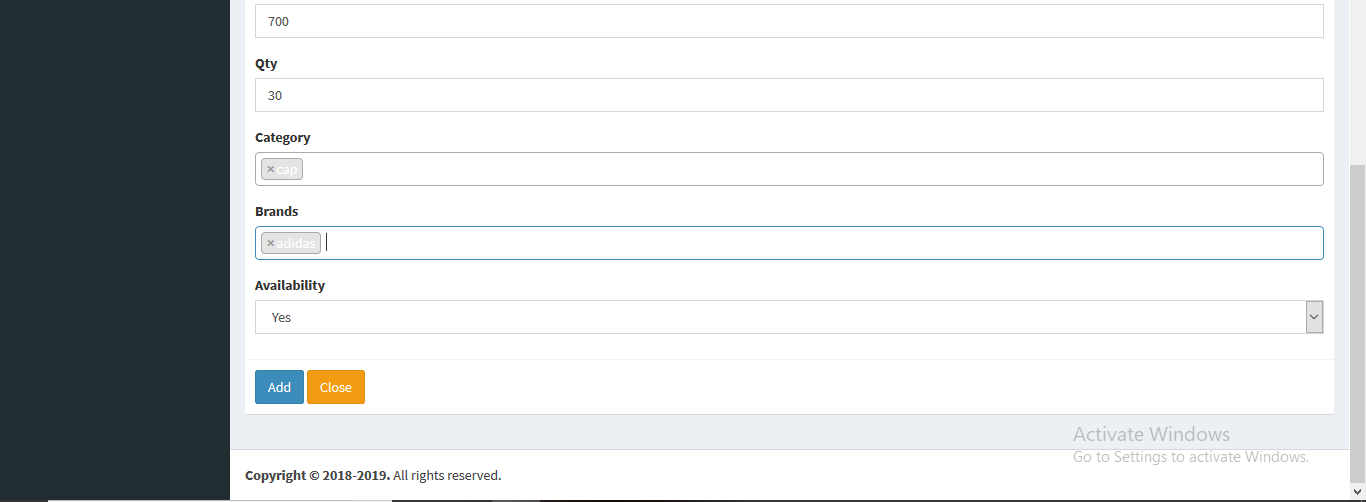 700
Qty
30
Category
× cap
Brands
× adidas
Availability
Yes
Add Close
Activate Windows
Go to Settings to activate Windows.
Copyright © 2018-2019. All rights reserved.